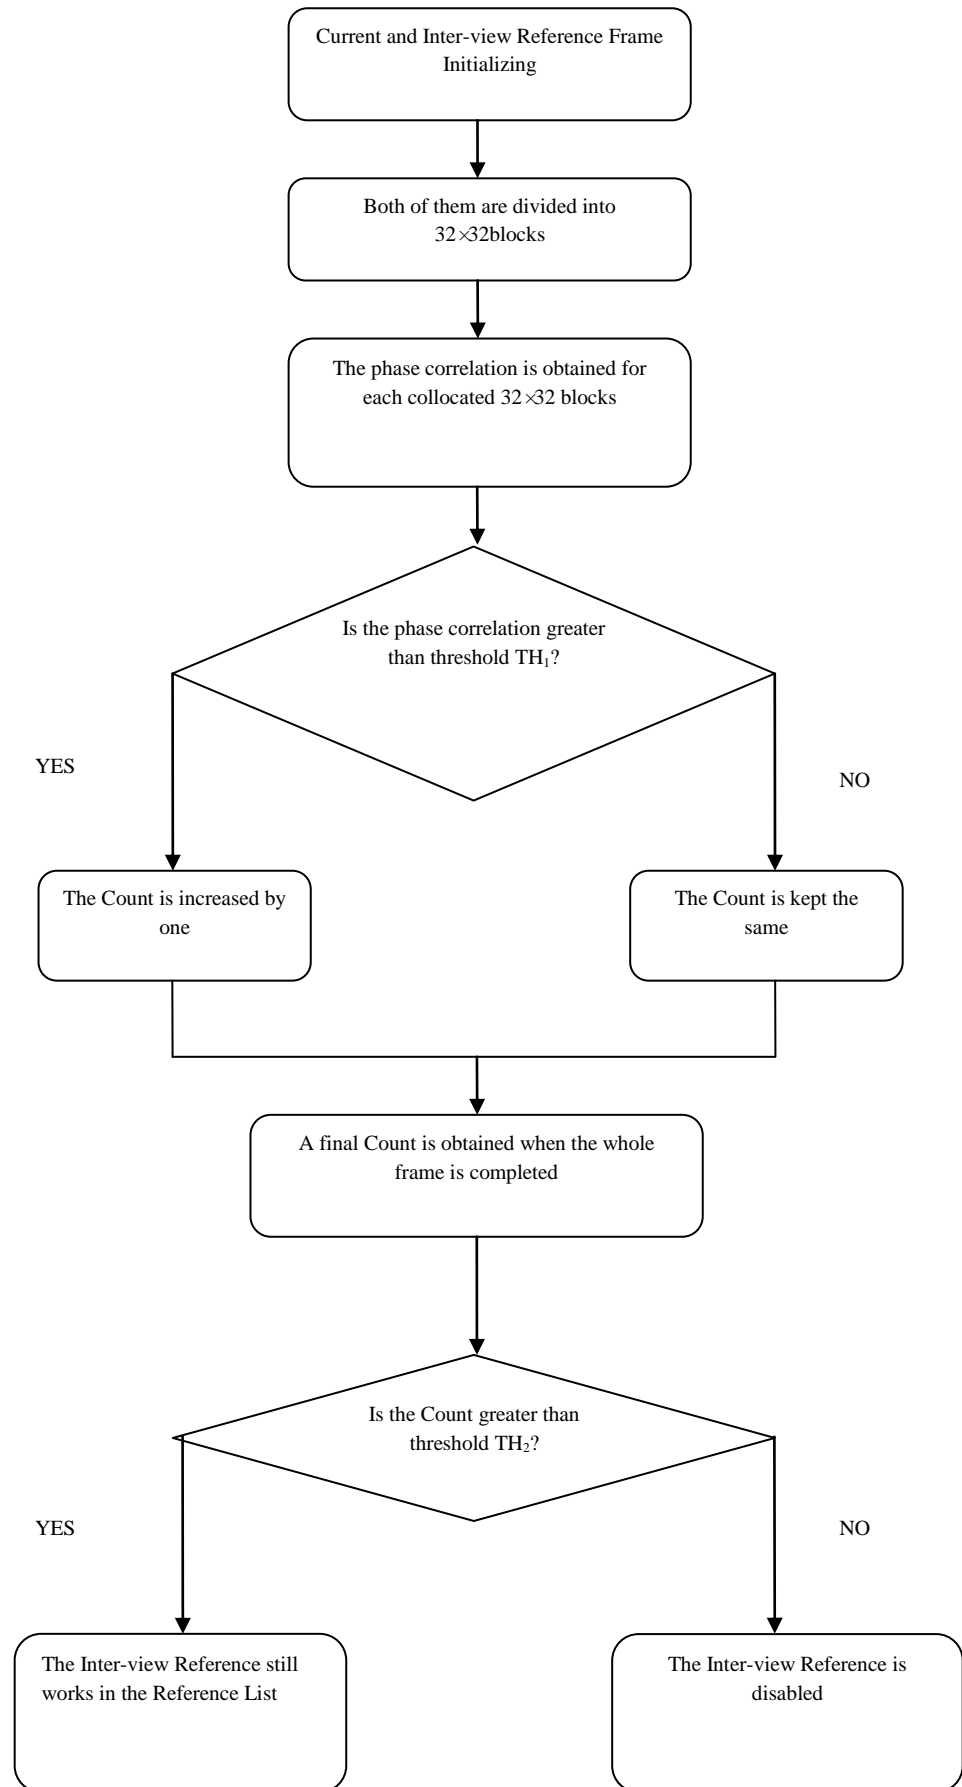 Current and Inter-view Reference Frame
Initializing
Both of them are divided into
32×32blocks
The phase correlation is obtained for
each collocated 32×32 blocks
Is the phase correlation greater
than threshold TH₁?
YES
NO
The Count is increased by
one
The Count is kept the
same
A final Count is obtained when the whole
frame is completed
Is the Count greater than
threshold TH₂?
YES
NO
The Inter-view Reference still
works in the Reference List
The Inter-view Reference is
disabled